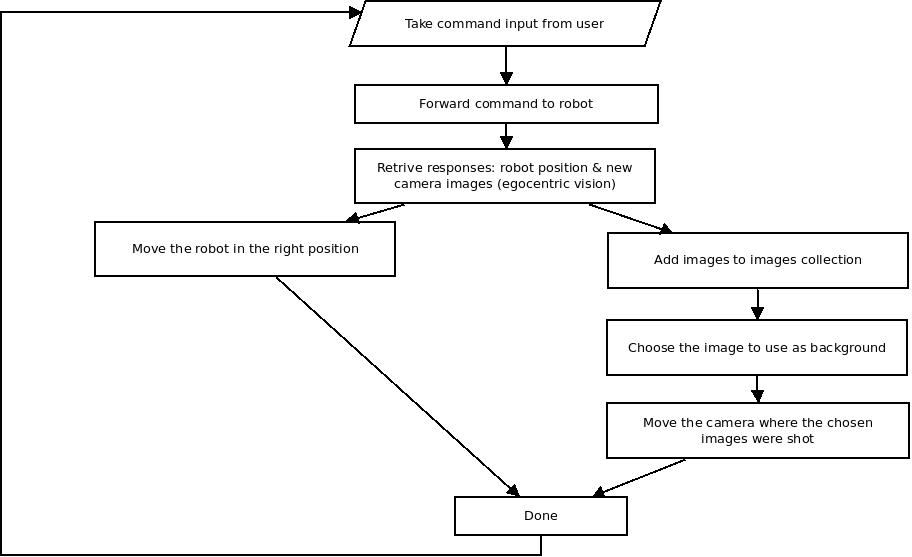 Take command input from user
Forward command to robot
Retrive responses: robot position & new
camera images (egocentric vision)
Move the robot in the right position
Add images to images collection
Choose the image to use as background
Move the camera where the chosen
images were shot
Done